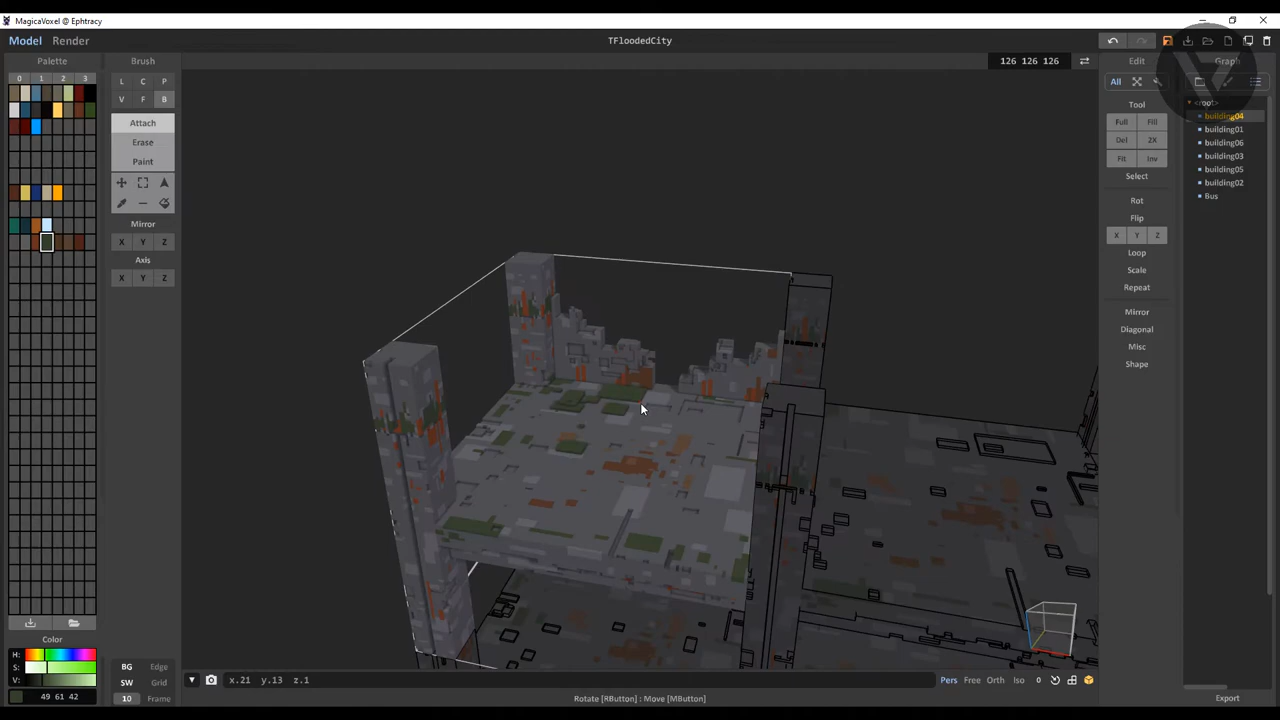 MagicaVoxel @ Ephtracy
Model Render
TFloodedCity
Palette
0 1 2 3
Color
H:
S:
V:
49 61 42
Brush
L C P
V F B
Attach
Erase
Paint
Mirror
X Y Z
Axis
X Y Z
BG Edge
SW Grid
10 Frame
126 126 126
x.21 y.13 z.1
Pers Free Orth Iso 0
Rotate [RButton] : Move [MButton]
Edit
All
Tool
Full Fill
Del 2X
Fit Inv
Select
Rot
Flip
X Y Z
Loop
Scale
Repeat
Mirror
Diagonal
Misc
Shape
Graph
<root>
building04
building01
building06
building03
building05
building02
Bus
Export